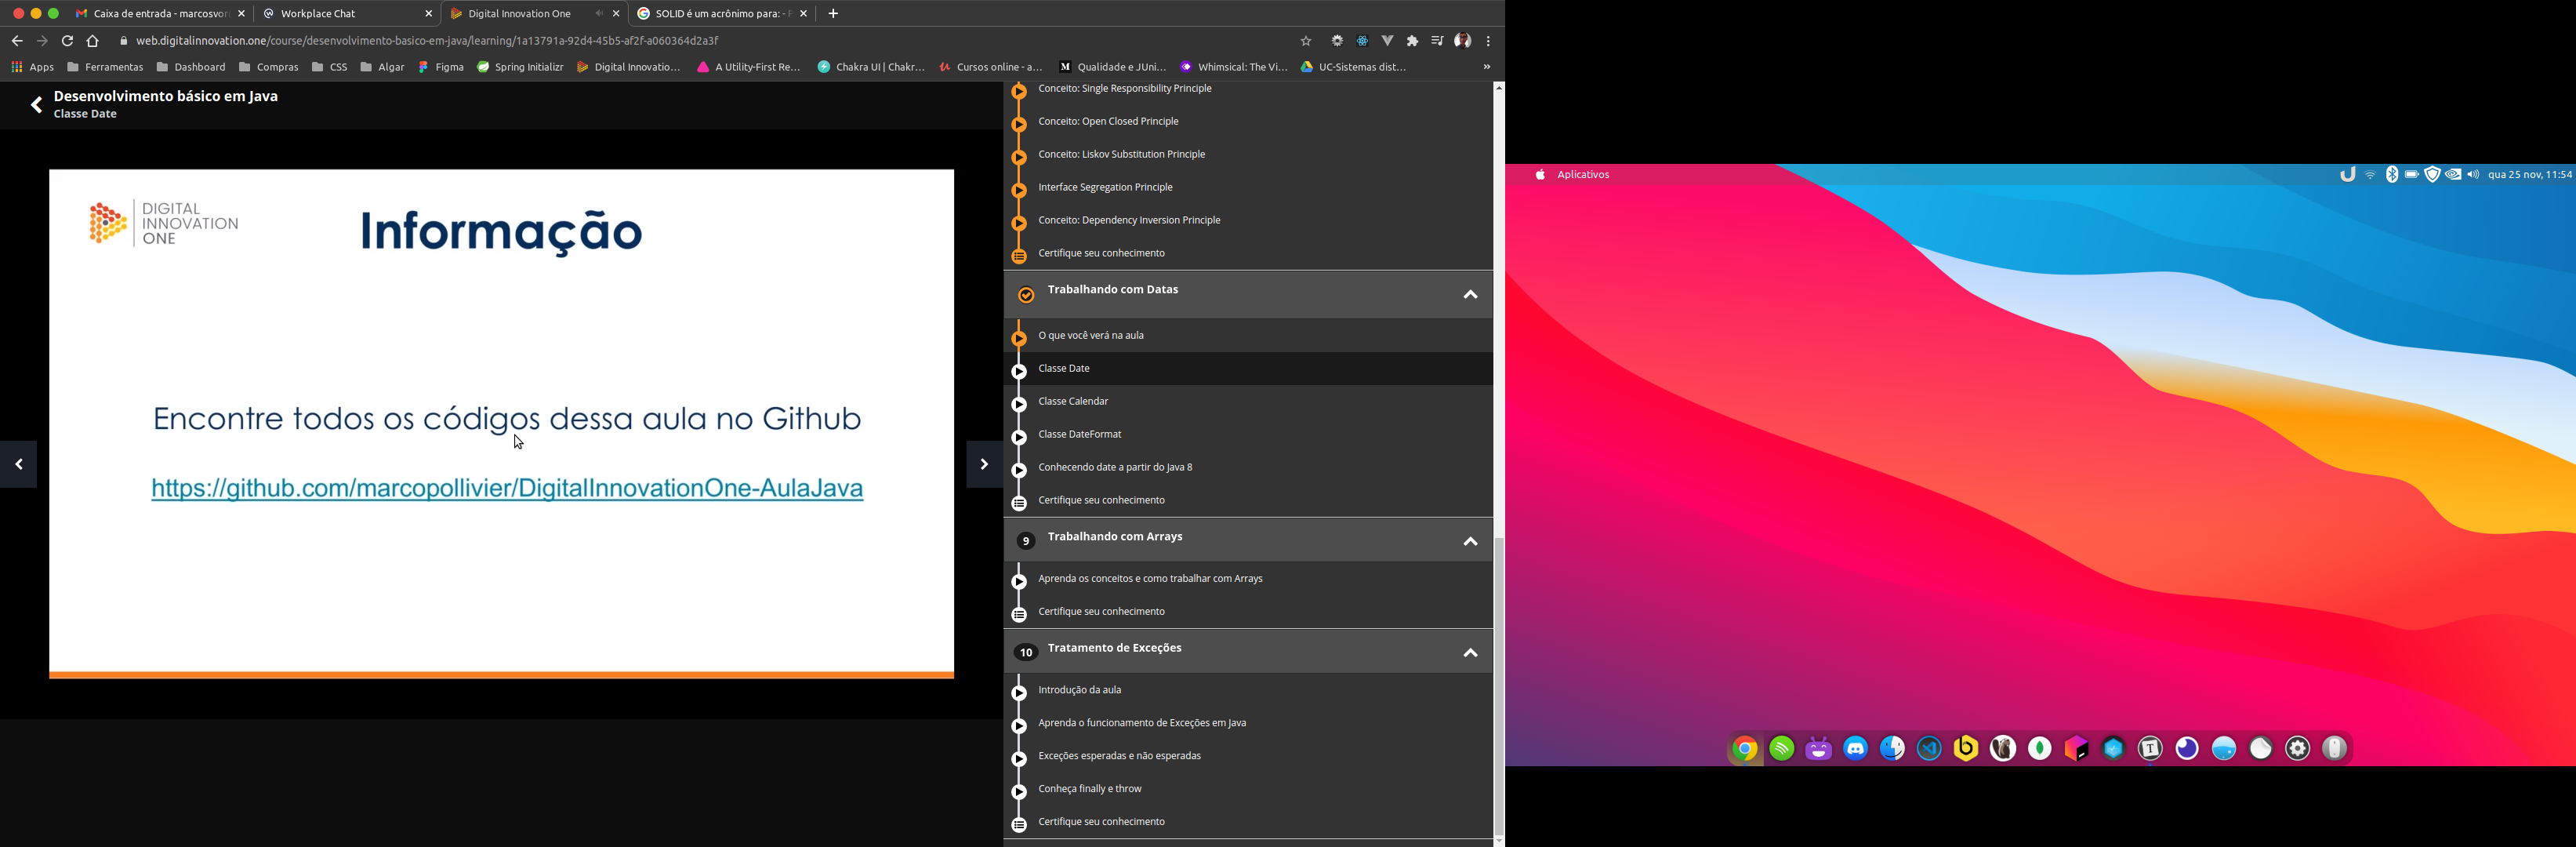 Caixa de entrada - marcosvor
Workplace Chat
Digital Innovation One
SOLID é um acrônimo para: - P
web.digitalinnovation.one/course/desenvolvimento-basico-em-java/learning/1a13791a-92d4-45b5-af2f-a060364d2a3f
Apps
Ferramentas
Dashboard
Compras
CSS
Algar
Figma
Spring Initializr
Digital Innovatio...
A Utility-First Re...
Chakra UI | Chakr...
Cursos online - a...
Qualidade e JUni...
Whimsical: The Vi...
UC-Sistemas dist...
Desenvolvimento básico em Java
Classe Date
DIGITAL
INNOVATION
ONE
Informação
Encontre todos os códigos dessa aula no Github
https://github.com/marcopollivier/DigitalInnovationOne-AulaJava
Conceito: Single Responsibility Principle
Conceito: Open Closed Principle
Conceito: Liskov Substitution Principle
Interface Segregation Principle
Conceito: Dependency Inversion Principle
Certifique seu conhecimento
Trabalhando com Datas
O que você verá na aula
Classe Date
Classe Calendar
Classe DateFormat
Conhecendo date a partir do Java 8
Certifique seu conhecimento
9 Trabalhando com Arrays
Aprenda os conceitos e como trabalhar com Arrays
Certifique seu conhecimento
10 Tratamento de Exceções
Introdução da aula
Aprenda o funcionamento de Exceções em Java
Exceções esperadas e não esperadas
Conheça finally e throw
Certifique seu conhecimento
Aplicativos
qua 25 nov, 11:54